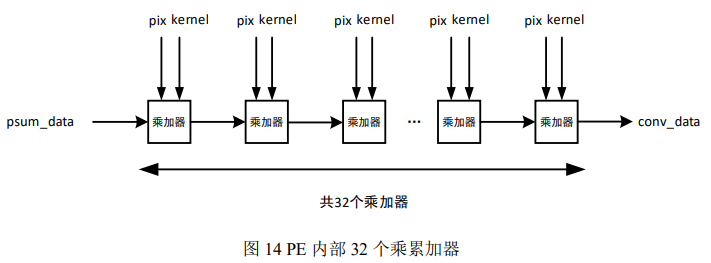 pix kernel pix kernel pix kernel pix kernel pix kernel
psum_data 乘加器 乘加器 乘加器 ... 乘加器 乘加器 conv_data
共32个乘加器
图 14 PE 内部 32 个乘累加器